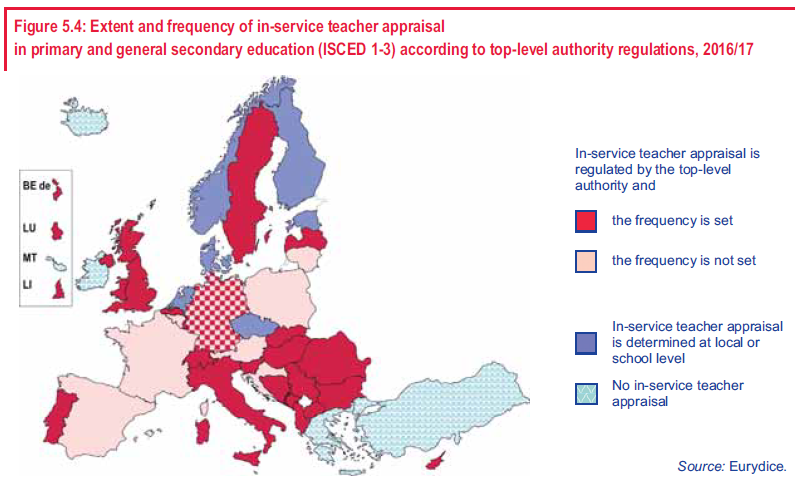 Figure 5.4: Extent and frequency of in-service teacher appraisal
in primary and general secondary education (ISCED 1-3) according to top-level authority regulations, 2016/17
BE de
LU
MT
LI
In-service teacher appraisal is
regulated by the top-level
authority and
the frequency is set
the frequency is not set
In-service teacher appraisal
is determined at local or
school level
No in-service teacher
appraisal
Source: Eurydice.